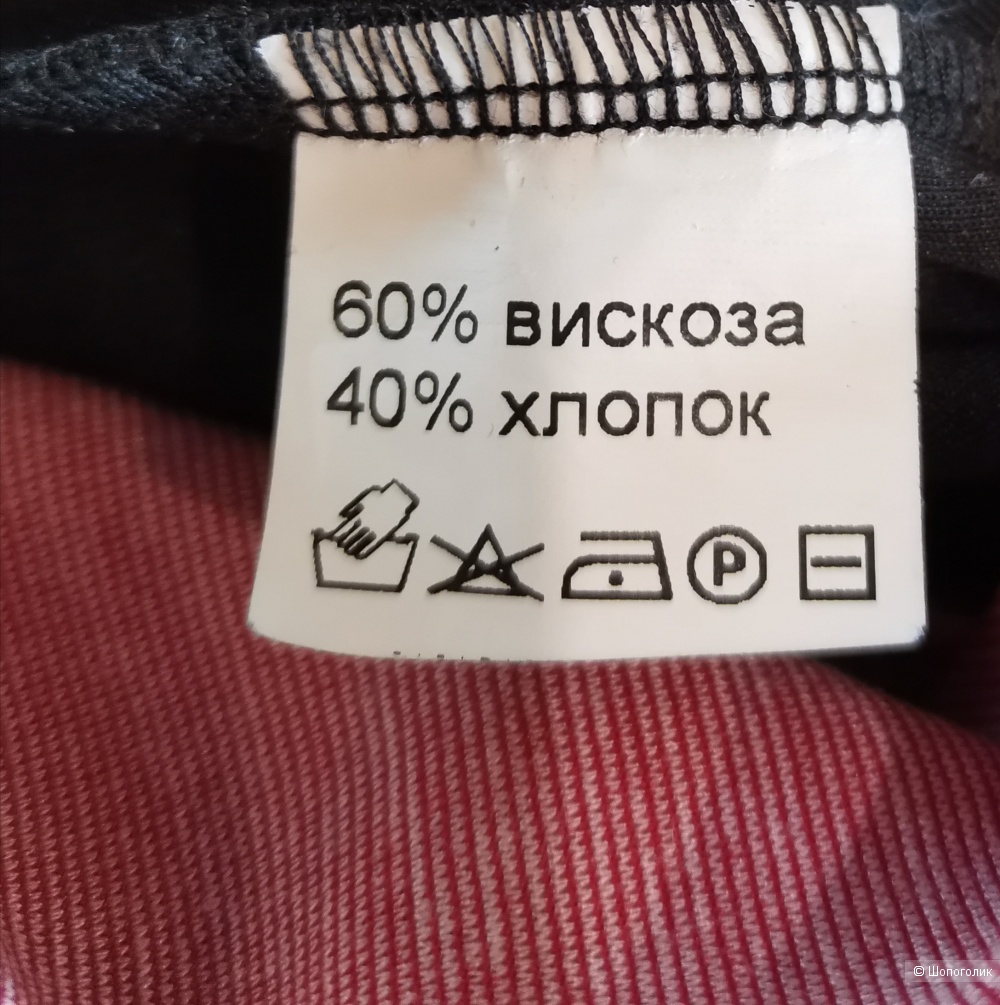 60% вискоза
40% хлопок
P
© Шопоголик